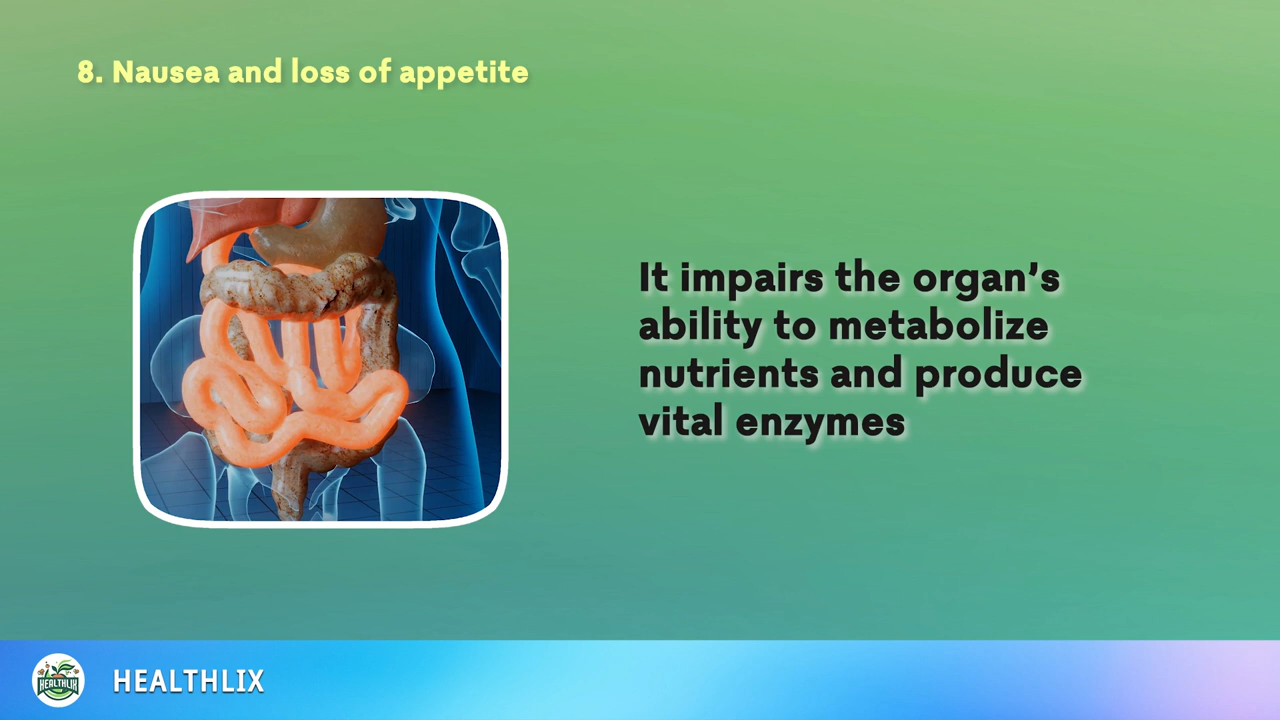 8. Nausea and loss of appetite
It impairs the organ's
ability to metabolize
nutrients and produce
vital enzymes
HEALTHLIX
HEALTHLIX